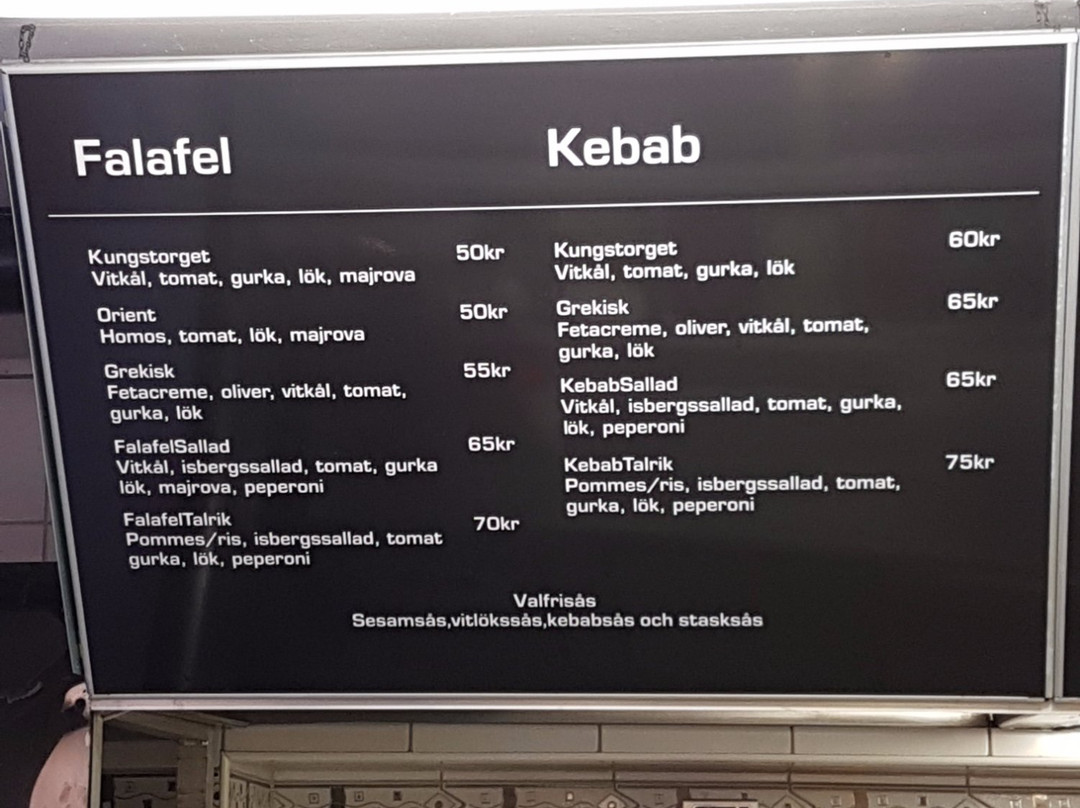 Falafel
Kungstorget 50kr
Vitkål, tomat, gurka, lök, majrova
Orient 50kr
Homos, tomat, lök, majrova
Grekisk 55kr
Fetacreme, oliver, vitkål, tomat,
gurka, lök
FalafelSallad 65kr
Vitkål, isbergssallad, tomat, gurka
lök, majrova, peperoni
FalafelTalrik 70kr
Pommes/ris, isbergssallad, tomat
gurka, lök, peperoni
Kebab
Kungstorget 60kr
Vitkål, tomat, gurka, lök
Grekisk 65kr
Fetacreme, oliver, vitkål, tomat,
gurka, lök
KebabSallad 65kr
Vitkål, isbergssallad, tomat, gurka,
lök, peperoni
KebabTalrik 75kr
Pommes/ris, isbergssallad, tomat,
gurka, lök, peperoni
Valfrisås
Sesamsås,vitlökssås,kebabsås och stasksås